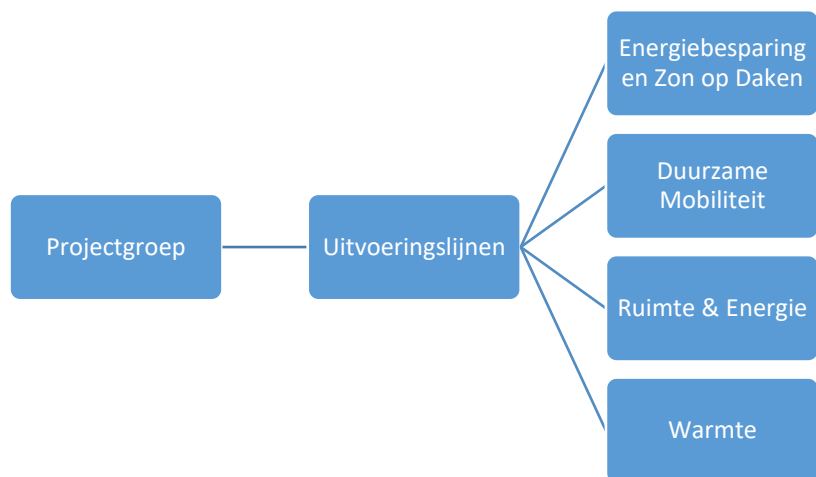 Projectgroep
Uitvoeringslijnen
Energiebesparing
en Zon op Daken
Duurzame
Mobiliteit
Ruimte & Energie
Warmte